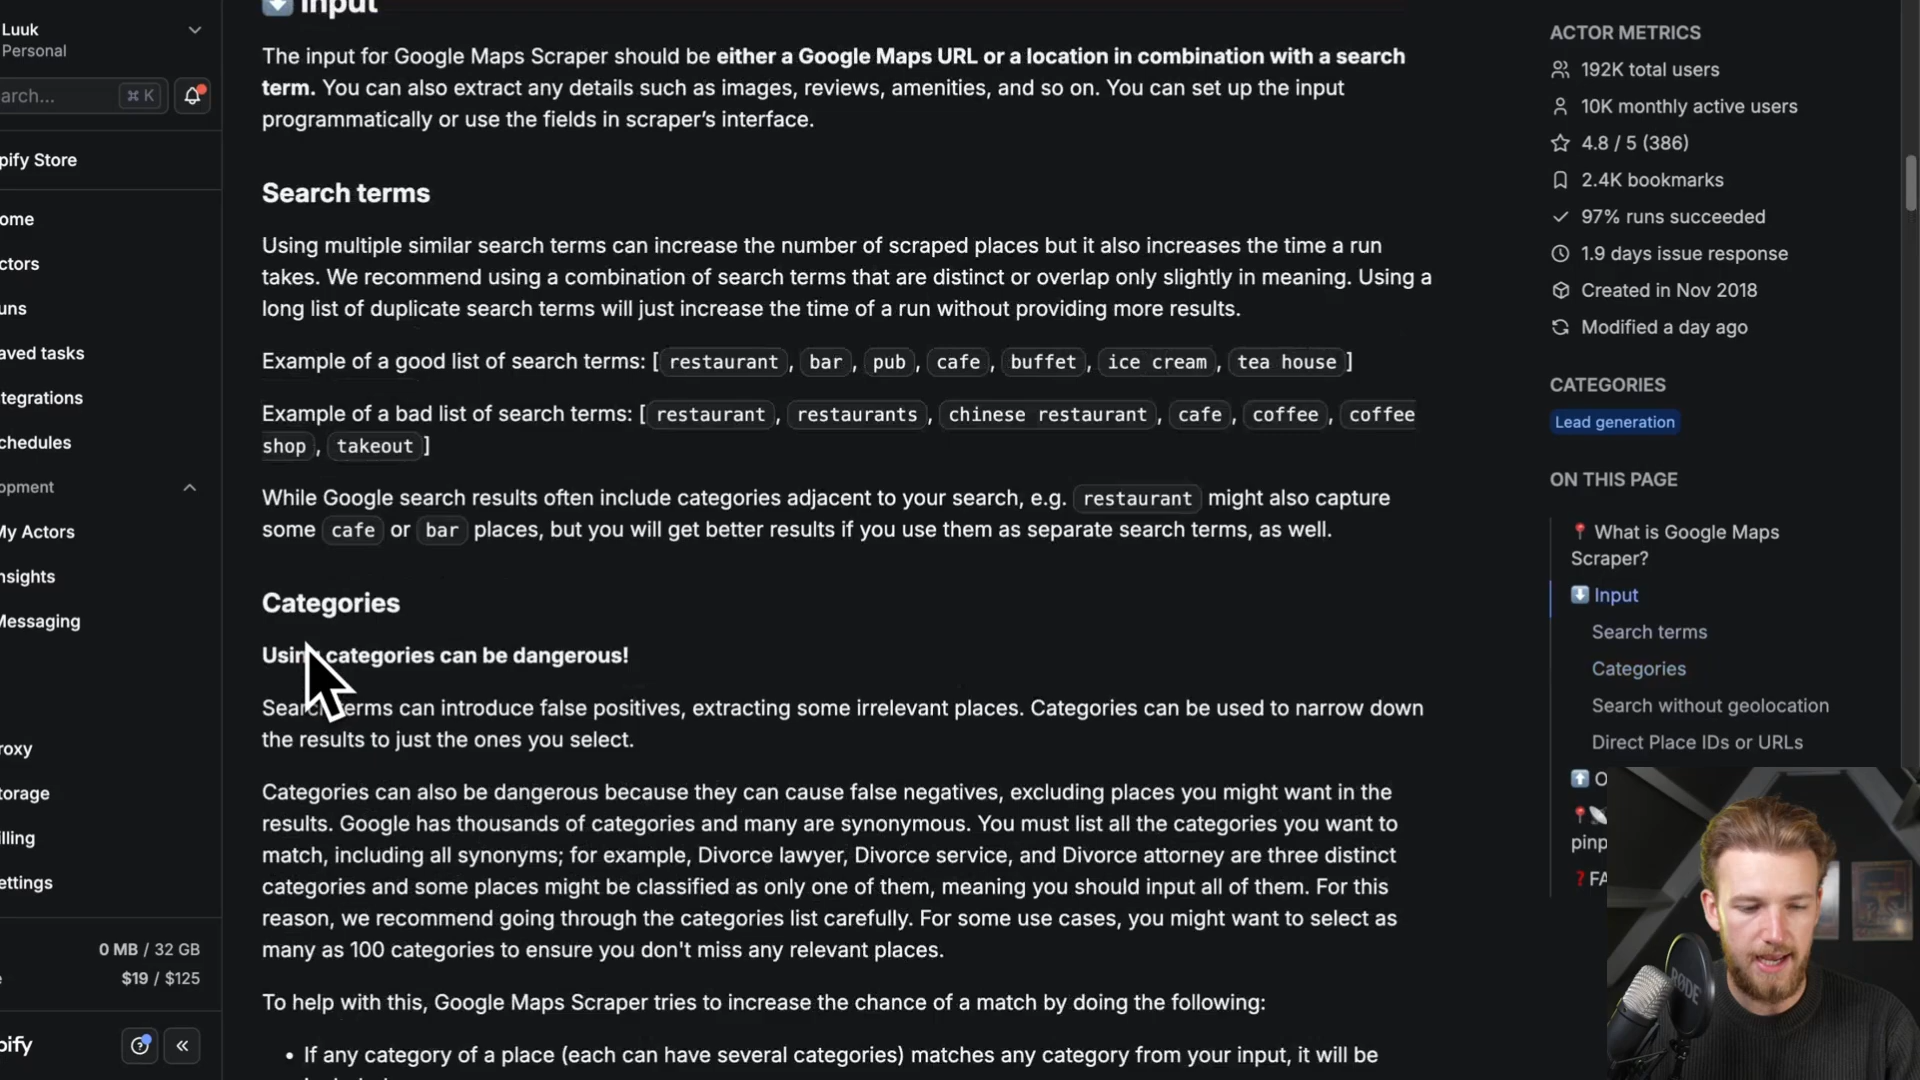 Luuk
Personal
arch...
⌘ K
pify Store
ome
ctors
uns
aved tasks
tegrations
chedules
opment
My Actors
nsights
Messaging
roxy
torage
illing
ettings
0 MB / 32 GB
$19 / $125
pify
Input
The input for Google Maps Scraper should be either a Google Maps URL or a location in combination with a search
term. You can also extract any details such as images, reviews, amenities, and so on. You can set up the input
programmatically or use the fields in scraper's interface.
Search terms
Using multiple similar search terms can increase the number of scraped places but it also increases the time a run
takes. We recommend using a combination of search terms that are distinct or overlap only slightly in meaning. Using a
long list of duplicate search terms will just increase the time of a run without providing more results.
Example of a good list of search terms: [ restaurant , bar , pub , cafe , buffet , ice cream , tea house ]
Example of a bad list of search terms: [ restaurant , restaurants , chinese restaurant , cafe , coffee , coffee
shop , takeout ]
While Google search results often include categories adjacent to your search, e.g. restaurant might also capture
some cafe or bar places, but you will get better results if you use them as separate search terms, as well.
Categories
Using categories can be dangerous!
Search terms can introduce false positives, extracting some irrelevant places. Categories can be used to narrow down
the results to just the ones you select.
Categories can also be dangerous because they can cause false negatives, excluding places you might want in the
results. Google has thousands of categories and many are synonymous. You must list all the categories you want to
match, including all synonyms; for example, Divorce lawyer, Divorce service, and Divorce attorney are three distinct
categories and some places might be classified as only one of them, meaning you should input all of them. For this
reason, we recommend going through the categories list carefully. For some use cases, you might want to select as
many as 100 categories to ensure you don't miss any relevant places.
To help with this, Google Maps Scraper tries to increase the chance of a match by doing the following:
• If any category of a place (each can have several categories) matches any category from your input, it will be
ACTOR METRICS
192K total users
10K monthly active users
4.8 / 5 (386)
2.4K bookmarks
97% runs succeeded
1.9 days issue response
Created in Nov 2018
Modified a day ago
CATEGORIES
Lead generation
ON THIS PAGE
What is Google Maps
Scraper?
Input
Search terms
Categories
Search without geolocation
Direct Place IDs or URLs
O
pinp
FA
RØDE